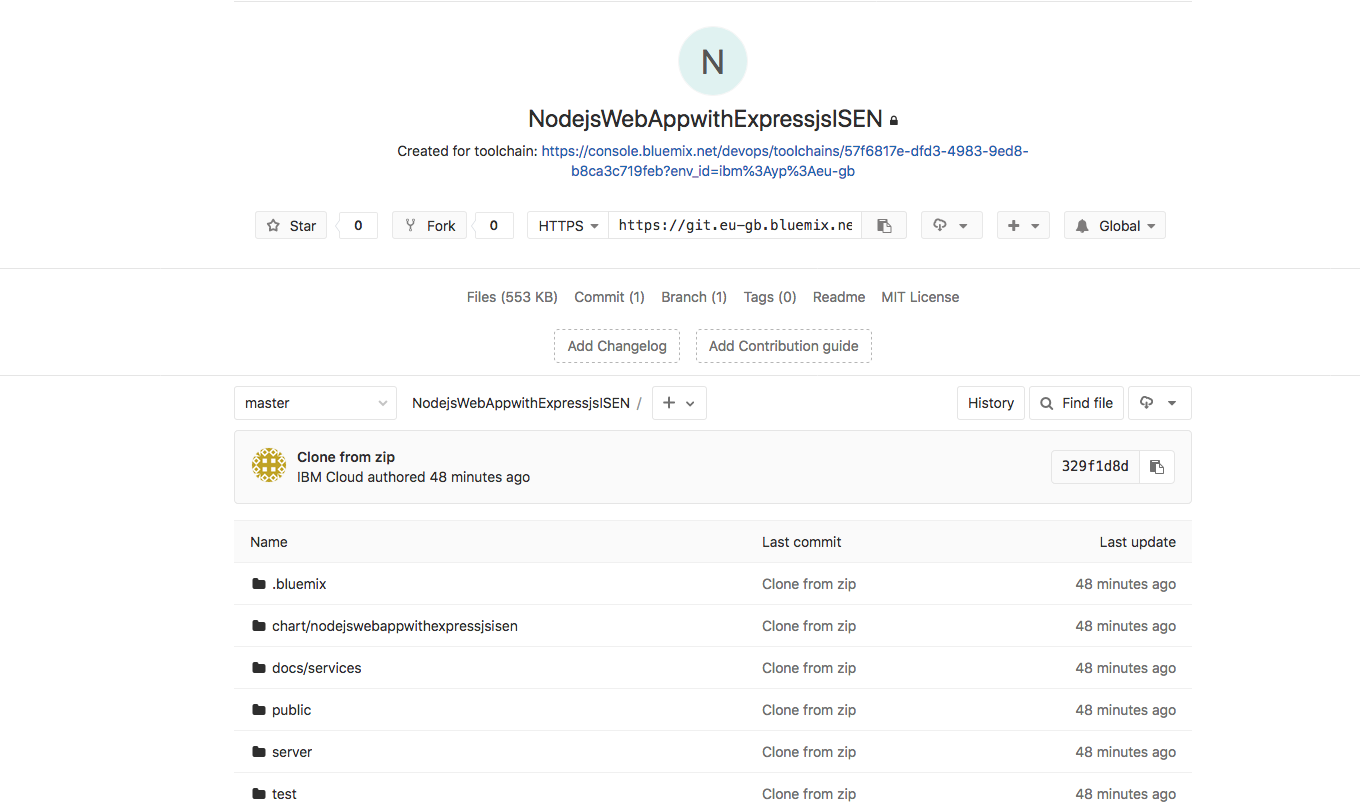 N
NodejsWebAppwithExpressjsISEN
Created for toolchain: https://console.bluemix.net/devops/toolchains/57f6817e-dfd3-4983-9ed8-
b8ca3c719feb?env_id=ibm%3Ayp%3Aeu-gb
Star 0 Fork 0 HTTPS https://git.eu-gb.bluemix.ne Global
Files (553 KB) Commit (1) Branch (1) Tags (0) Readme MIT License
Add Changelog Add Contribution guide
master NodejsWebAppwithExpressjsISEN / + History Find file
Clone from zip
IBM Cloud authored 48 minutes ago
329f1d8d
Name Last commit Last update
.bluemix Clone from zip 48 minutes ago
chart/nodejswebappwithexpressjsisen Clone from zip 48 minutes ago
docs/services Clone from zip 48 minutes ago
public Clone from zip 48 minutes ago
server Clone from zip 48 minutes ago
test Clone from zip 48 minutes ago